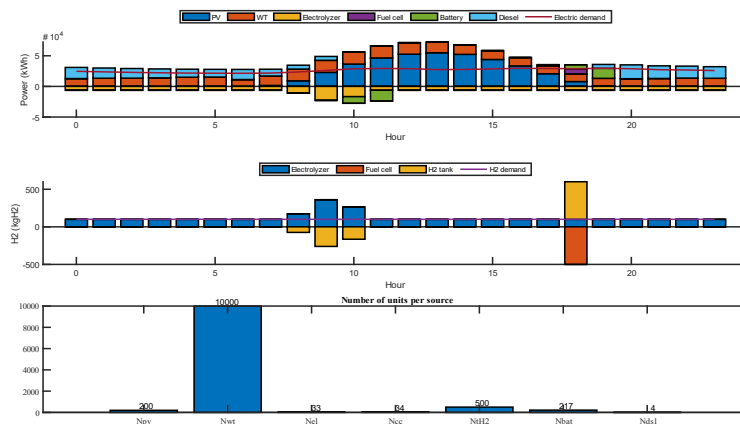 PV WT Electrolyzer Fuel cell Battery Diesel Electric demand
# 10^4
5
0
-5
Power (kWh)
0 5 10 15 20
Hour
Electrolyzer Fuel cell H2 tank H2 demand
500
0
-500
H2 (kgH2)
0 5 10 15 20
Hour
Number of units per source
10000
8000
6000
4000
2000
0
200 10000 33 34 500 217 4
Npv Nwt Ncl Ncc NtH2 Nbat Nds1